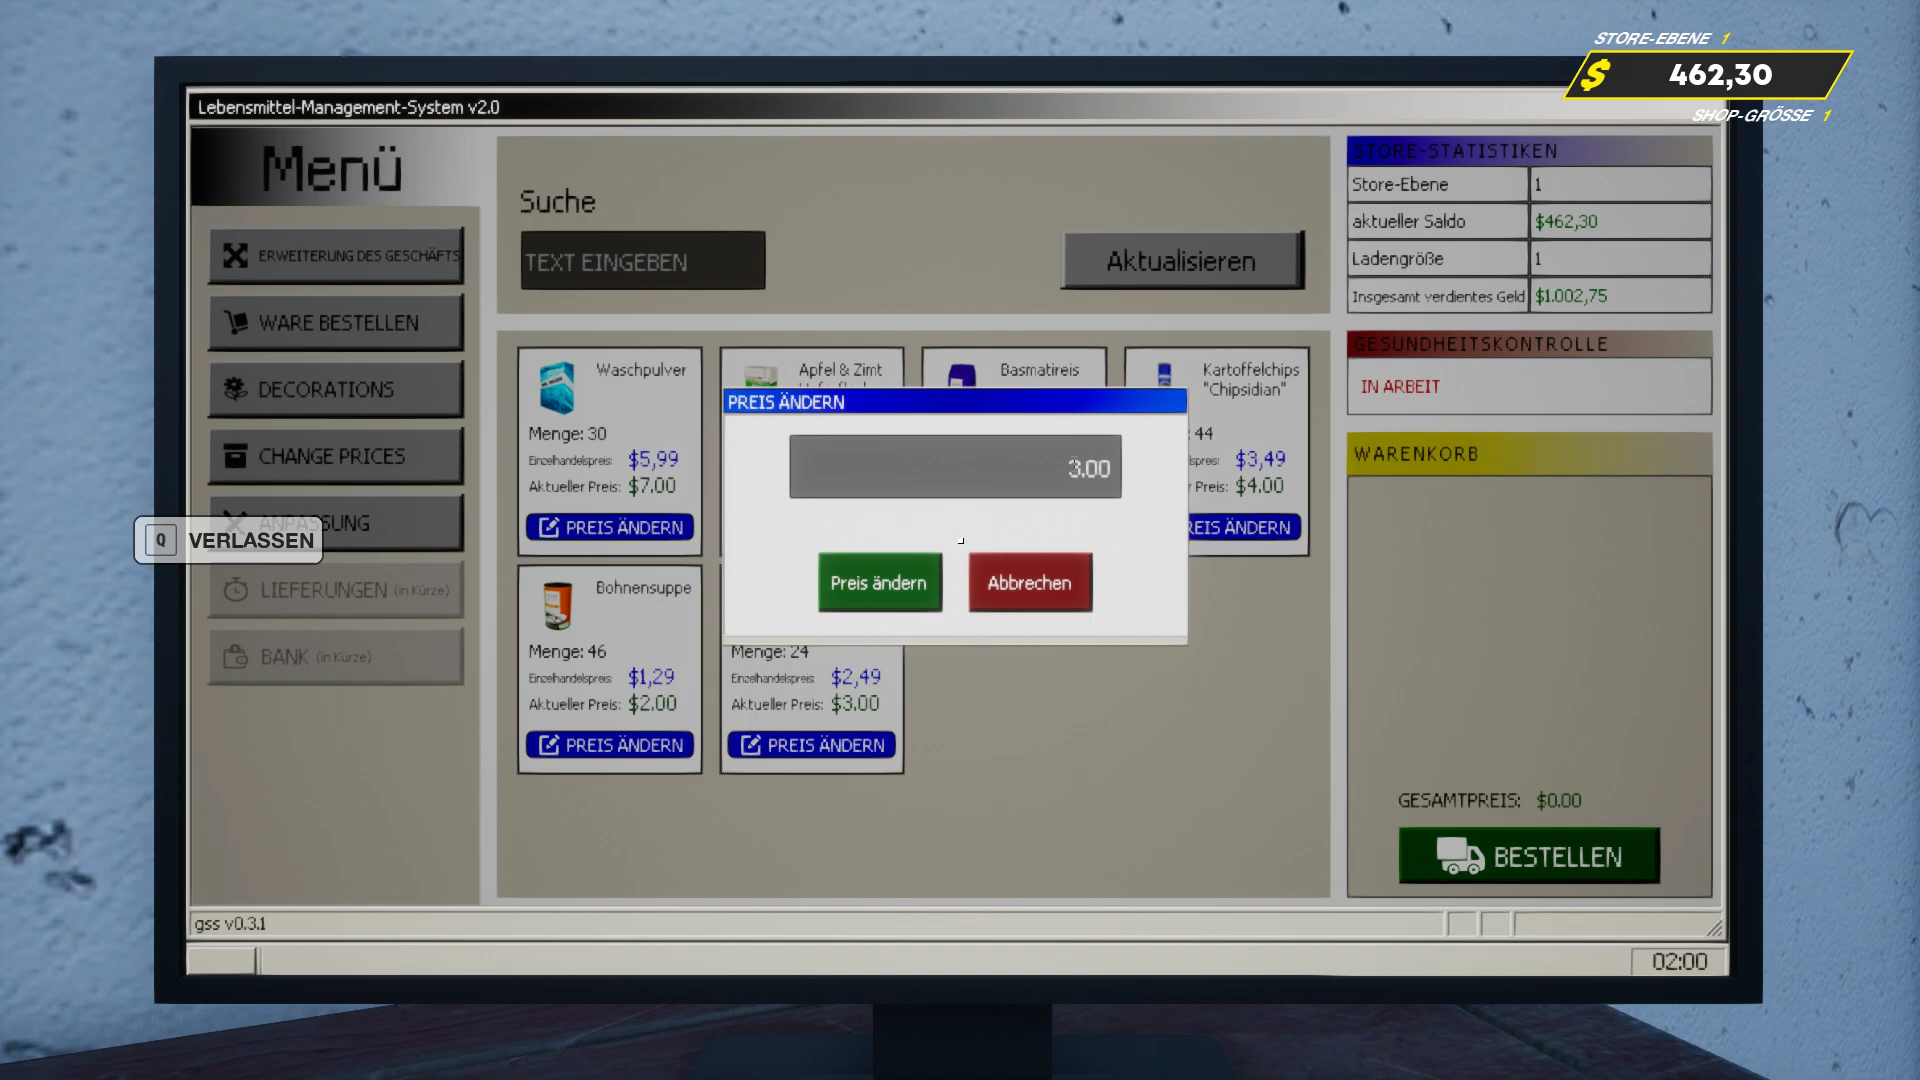 STORE-EBENE 1
$ 462,30
SHOP-GRÖSSE 1
Lebensmittel-Management-System v2.0
Menü
ERWEITERUNG DES GESCHÄFTS
WARE BESTELLEN
DECORATIONS
CHANGE PRICES
ANPASSUNG
Q VERLASSEN
LIEFERUNGEN (in Kürze)
BANK (in Kürze)
Suche
TEXT EINGEBEN
Aktualisieren
Waschpulver
Menge: 30
Einzelhandelspreis: $5,99
Aktueller Preis: $7.00
PREIS ÄNDERN
Apfel & Zimt
Basmatireis
Kartoffelchips
"Chipsidian"
: 44
spreis: $3,49
r Preis: $4.00
REIS ÄNDERN
PREIS ÄNDERN
3.00
Preis ändern
Abbrechen
Bohnensuppe
Menge: 46
Einzelhandelspreis: $1,29
Aktueller Preis: $2.00
PREIS ÄNDERN
Menge: 24
Einzelhandelspreis: $2,49
Aktueller Preis: $3.00
PREIS ÄNDERN
STORE-STATISTIKEN
Store-Ebene 1
aktueller Saldo $462,30
Ladengröße 1
Insgesamt verdientes Geld $1.002,75
GESUNDHEITSKONTROLLE
IN ARBEIT
WARENKORB
GESAMTPREIS: $0.00
BESTELLEN
gss v0.3.1
02:00